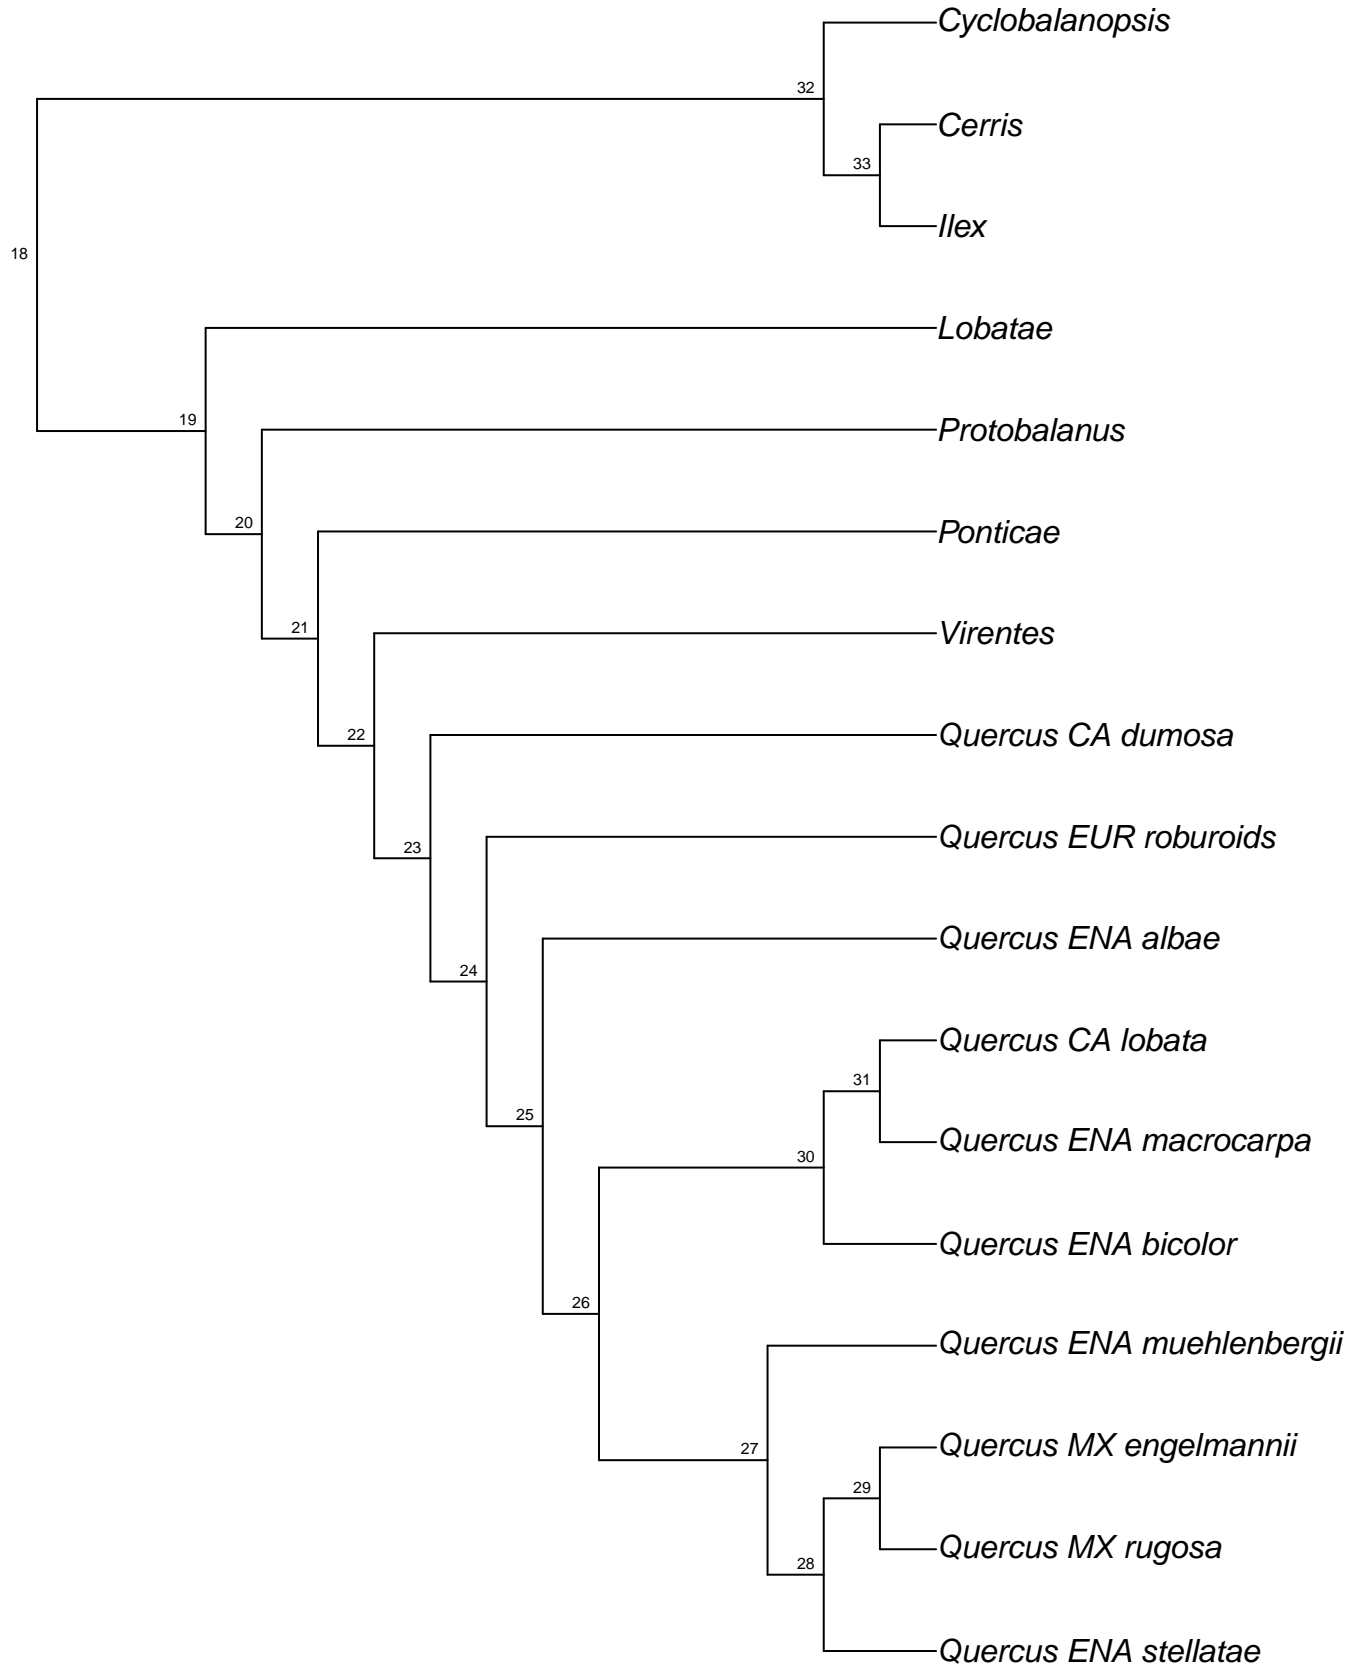 Cyclobalanopsis
32
Cerris
33
Ilex
18
Lobatae
19
Protobalanus
20
Ponticae
21
Virentes
22
Quercus CA dumosa
23
Quercus EUR roburoids
24
Quercus ENA albae
25
Quercus CA lobata
31
Quercus ENA macrocarpa
30
Quercus ENA bicolor
26
Quercus ENA muehlenbergii
27
Quercus MX engelmannii
29
Quercus MX rugosa
28
Quercus ENA stellatae